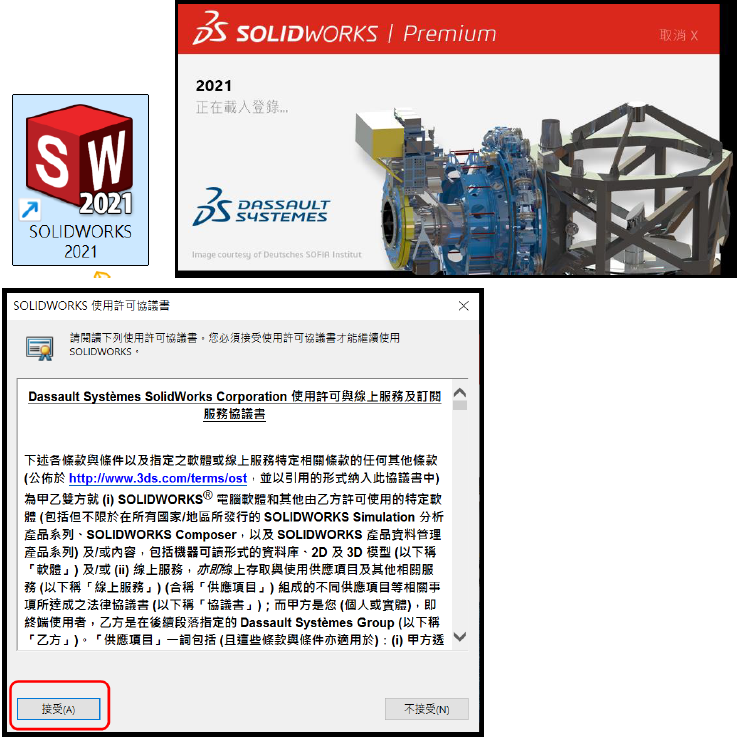 SW
2021
SOLIDWORKS
2021
3S SOLIDWORKS | Premium
取消 X
2021
正在載入登錄...
3S DASSAULT
SYSTEMES
Image courtesy of Deutsches SOFIA Institut
SOLIDWORKS 使用許可協議書
請閱讀下列使用許可協議書。您必須接受使用許可協議書才能繼續使用
SOLIDWORKS。
Dassault Systèmes SolidWorks Corporation 使用許可與線上服務及訂閱
服務協議書
下述各條款與條件以及指定之軟體或線上服務特定相關條款的任何其他條款
(公佈於 http://www.3ds.com/terms/ost，並以引用的形式納入此協議書中)
為甲乙雙方就 (i) SOLIDWORKS® 電腦軟體和其他由乙方許可使用的特定軟
體 (包括但不限於在所有國家/地區所發行的 SOLIDWORKS Simulation 分析
產品系列、SOLIDWORKS Composer，以及 SOLIDWORKS 產品資料管理
產品系列) 及/或內容，包括機器可讀形式的資料庫、2D 及 3D 模型 (以下稱
「軟體」) 及/或 (ii) 線上服務，亦即線上存取與使用供應項目及其他相關服
務 (以下稱「線上服務」) (合稱「供應項目」) 組成的不同供應項目等相關事
項所達成之法律協議書 (以下稱「協議書」)；而甲方是您 (個人或實體)，即
終端使用者，乙方是在後續段落指定的 Dassault Systèmes Group (以下稱
「乙方」)。「供應項目」一詞包括 (且這些條款與條件亦適用於)：(i) 甲方透
接受(A)
不接受(N)